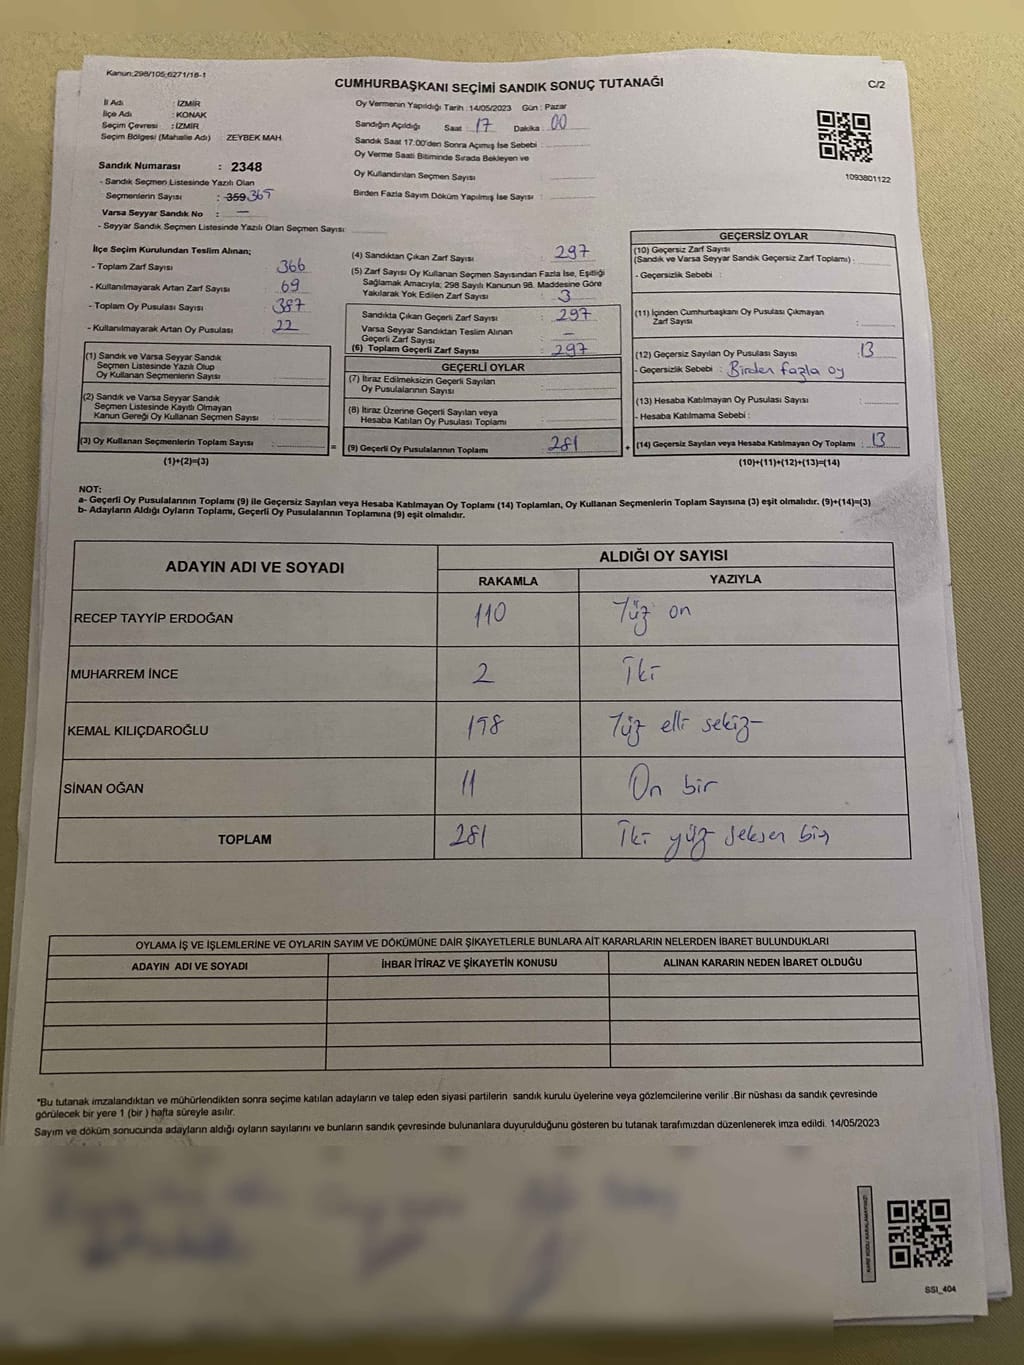 Kanun:298/105;6271/18-1
CUMHURBAŞKANI SEÇİMİ SANDIK SONUÇ TUTANAĞI
C/2
İl Adı : İZMİR
İlçe Adı : KONAK
Seçim Çevresi : İZMİR
Seçim Bölgesi (Mahalle Adı) : ZEYBEK MAH.
Sandık Numarası : 2348
- Sandık Seçmen Listesinde Yazılı Olan
Seçmenlerin Sayısı : 359 365
Varsa Seyyar Sandık No : —
- Seyyar Sandık Seçmen Listesinde Yazılı Olan Seçmen Sayısı:
Oy Vermenin Yapıldığı Tarih :14/05/2023 Gün : Pazar
Sandığın Açıldığı Saat 17 Dakika 00
Sandık Saat 17.00'den Sonra Açımış İse Sebebi :
Oy Verme Saati Bitiminde Sırada Bekleyen ve
Oy Kullandırılan Seçmen Sayısı :
Birden Fazla Sayım Döküm Yapılmış İse Sayısı :
1093801122
İlçe Seçim Kurulundan Teslim Alınan;
- Toplam Zarf Sayısı : 366
- Kullanılmayarak Artan Zarf Sayısı : 69
- Toplam Oy Pusulası Sayısı : 387
- Kullanılmayarak Artan Oy Pusulası : 22
(1) Sandık ve Varsa Seyyar Sandık
Seçmen Listesinde Yazılı Olup
Oy Kullanan Seçmenlerin Sayısı :
(2) Sandık ve Varsa Seyyar Sandık
Seçmen Listesinde Kayıtlı Olmayan
Kanun Gereği Oy Kullanan Seçmen Sayısı :
(3) Oy Kullanan Seçmenlerin Toplam Sayısı :
(1)+(2)=(3)
=
(4) Sandıktan Çıkan Zarf Sayısı : 297
(5) Zarf Sayısı Oy Kullanan Seçmen Sayısından Fazla İse, Eşitliği
Sağlamak Amacıyla; 298 Sayılı Kanunun 98. Maddesine Göre
Yakılarak Yok Edilen Zarf Sayısı : 3
Sandıkta Çıkan Geçerli Zarf Sayısı : 297
Varsa Seyyar Sandıktan Teslim Alınan
Geçerli Zarf Sayısı : —
(6) Toplam Geçerli Zarf Sayısı : 297
GEÇERLİ OYLAR
(7) İtiraz Edilmeksizin Geçerli Sayılan
Oy Pusulalarının Sayısı :
(8) İtiraz Üzerine Geçerli Sayılan veya
Hesaba Katılan Oy Pusulası Toplamı :
(9) Geçerli Oy Pusulalarının Toplamı : 281
+
GEÇERSİZ OYLAR
(10) Geçersiz Zarf Sayısı
(Sandık ve Varsa Seyyar Sandık Geçersiz Zarf Toplamı) :
- Geçersizlik Sebebi :
(11) İçinden Cumhurbaşkanı Oy Pusulası Çıkmayan
Zarf Sayısı :
(12) Geçersiz Sayılan Oy Pusulası Sayısı : 13
- Geçersizlik Sebebi : Birden fazla oy
(13) Hesaba Katılmayan Oy Pusulası Sayısı :
- Hesaba Katılmama Sebebi :
(14) Geçersiz Sayılan veya Hesaba Katılmayan Oy Toplamı : 13
(10)+(11)+(12)+(13)=(14)
NOT:
a- Geçerli Oy Pusulalarının Toplamı (9) ile Geçersiz Sayılan veya Hesaba Katılmayan Oy Toplamı (14) Toplamları, Oy Kullanan Seçmenlerin Toplam Sayısına (3) eşit olmalıdır. (9)+(14)=(3)
b- Adayların Aldığı Oyların Toplamı, Geçerli Oy Pusulalarının Toplamına (9) eşit olmalıdır.
ADAYIN ADI VE SOYADI ALDIĞI OY SAYISI
RAKAMLA YAZIYLA
RECEP TAYYİP ERDOĞAN 110 Yüz on
MUHARREM İNCE 2 İki
KEMAL KILIÇDAROĞLU 158 Yüz elli sekiz
SİNAN OĞAN 11 On bir
TOPLAM 281 İki yüz seksen bir
OYLAMA İŞ VE İŞLEMLERİNE VE OYLARIN SAYIM VE DÖKÜMÜNE DAİR ŞİKAYETLERLE BUNLARA AİT KARARLARIN NELERDEN İBARET BULUNDUKLARI
ADAYIN ADI VE SOYADI İHBAR İTİRAZ VE ŞİKAYETİN KONUSU ALINAN KARARIN NEDEN İBARET OLDUĞU
*Bu tutanak imzalandıktan ve mühürlendikten sonra seçime katılan adayların ve talep eden siyasi partilerin sandık kurulu üyelerine veya gözlemcilerine verilir .Bir nüshası da sandık çevresinde
görülecek bir yere 1 (bir ) hafta süreyle asılır.
Sayım ve döküm sonucunda adayların aldığı oyların sayılarını ve bunların sandık çevresinde bulunanlara duyurulduğunu gösteren bu tutanak tarafımızdan düzenlenerek imza edildi. 14/05/2023
KARE KODU KARALAMAYINIZ!
SSI_404